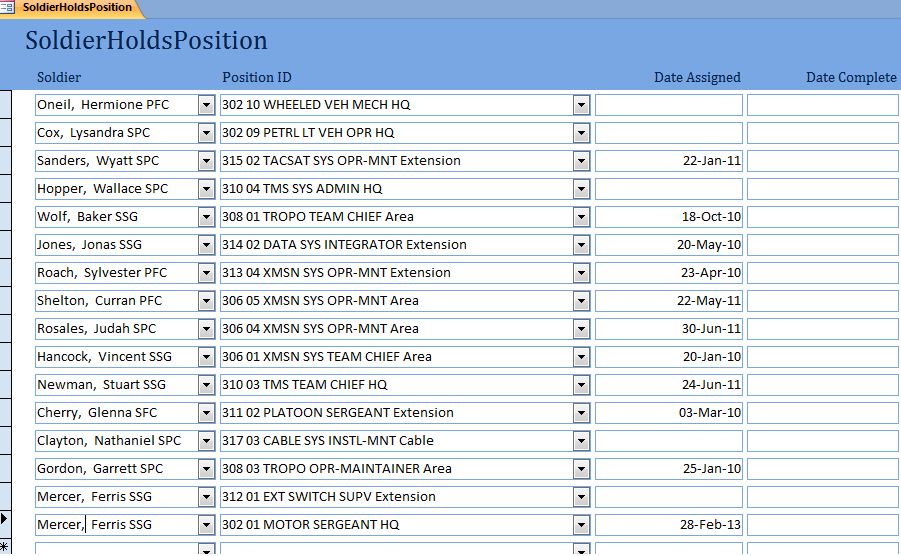 SoldierHoldsPosition
SoldierHoldsPosition
Soldier Position ID Date Assigned Date Complete
Oneil, Hermione PFC 302 10 WHEELED VEH MECH HQ
Cox, Lysandra SPC 302 09 PETRL LT VEH OPR HQ
Sanders, Wyatt SPC 315 02 TACSAT SYS OPR-MNT Extension 22-Jan-11
Hopper, Wallace SPC 310 04 TMS SYS ADMIN HQ
Wolf, Baker SSG 308 01 TROPO TEAM CHIEF Area 18-Oct-10
Jones, Jonas SSG 314 02 DATA SYS INTEGRATOR Extension 20-May-10
Roach, Sylvester PFC 313 04 XMSN SYS OPR-MNT Extension 23-Apr-10
Shelton, Curran PFC 306 05 XMSN SYS OPR-MNT Area 22-May-11
Rosales, Judah SPC 306 04 XMSN SYS OPR-MNT Area 30-Jun-11
Hancock, Vincent SSG 306 01 XMSN SYS TEAM CHIEF Area 20-Jan-10
Newman, Stuart SSG 310 03 TMS TEAM CHIEF HQ 24-Jun-11
Cherry, Glenna SFC 311 02 PLATOON SERGEANT Extension 03-Mar-10
Clayton, Nathaniel SPC 317 03 CABLE SYS INSTL-MNT Cable
Gordon, Garrett SPC 308 03 TROPO OPR-MAINTAINER Area 25-Jan-10
Mercer, Ferris SSG 312 01 EXT SWITCH SUPV Extension
Mercer, Ferris SSG 302 01 MOTOR SERGEANT HQ 28-Feb-13